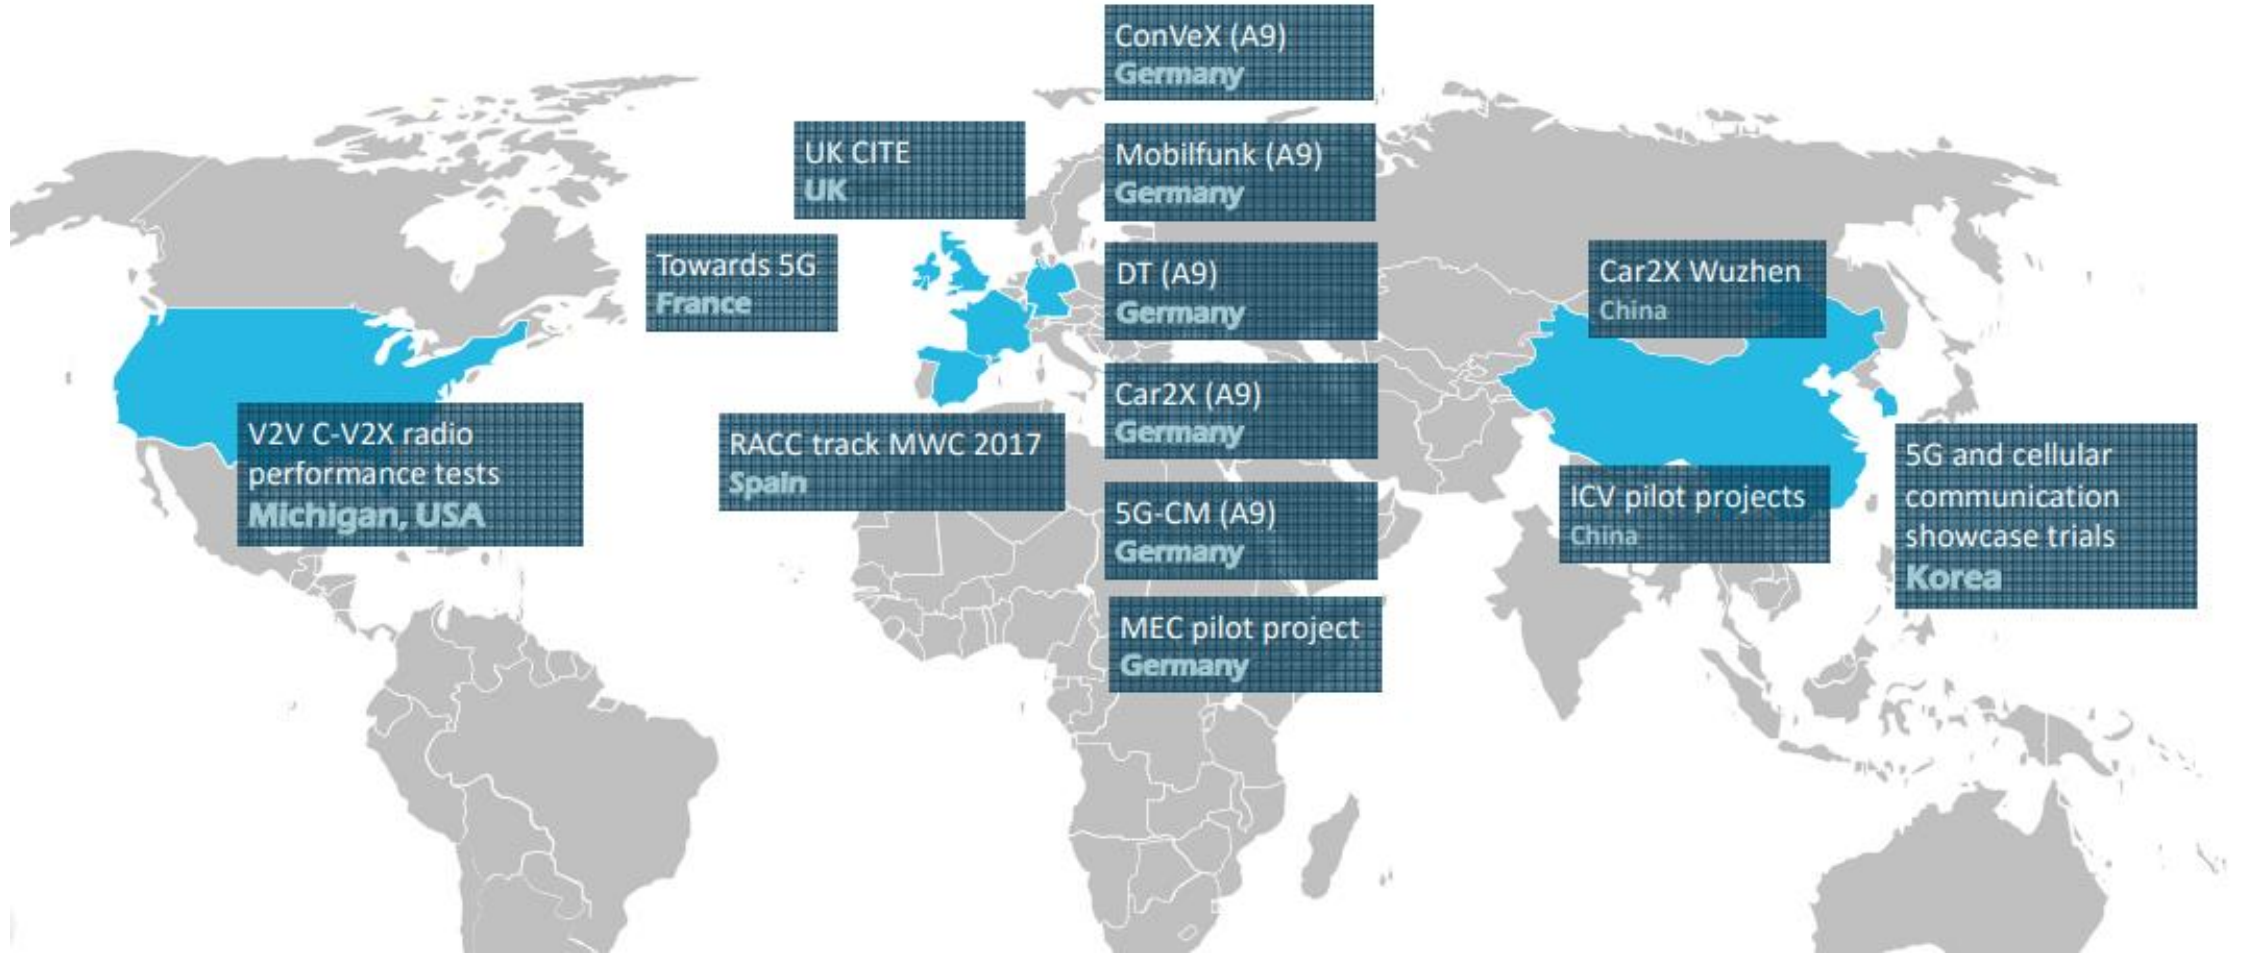 ConVeX (A9)
Germany
UK CITE
UK
Mobilfunk (A9)
Germany
Towards 5G
France
DT (A9)
Germany
Car2X Wuzhen
China
Car2X (A9)
Germany
V2V C-V2X radio
performance tests
Michigan, USA
RACC track MWC 2017
Spain
5G and cellular
communication
showcase trials
Korea
ICV pilot projects
China
5G-CM (A9)
Germany
MEC pilot project
Germany